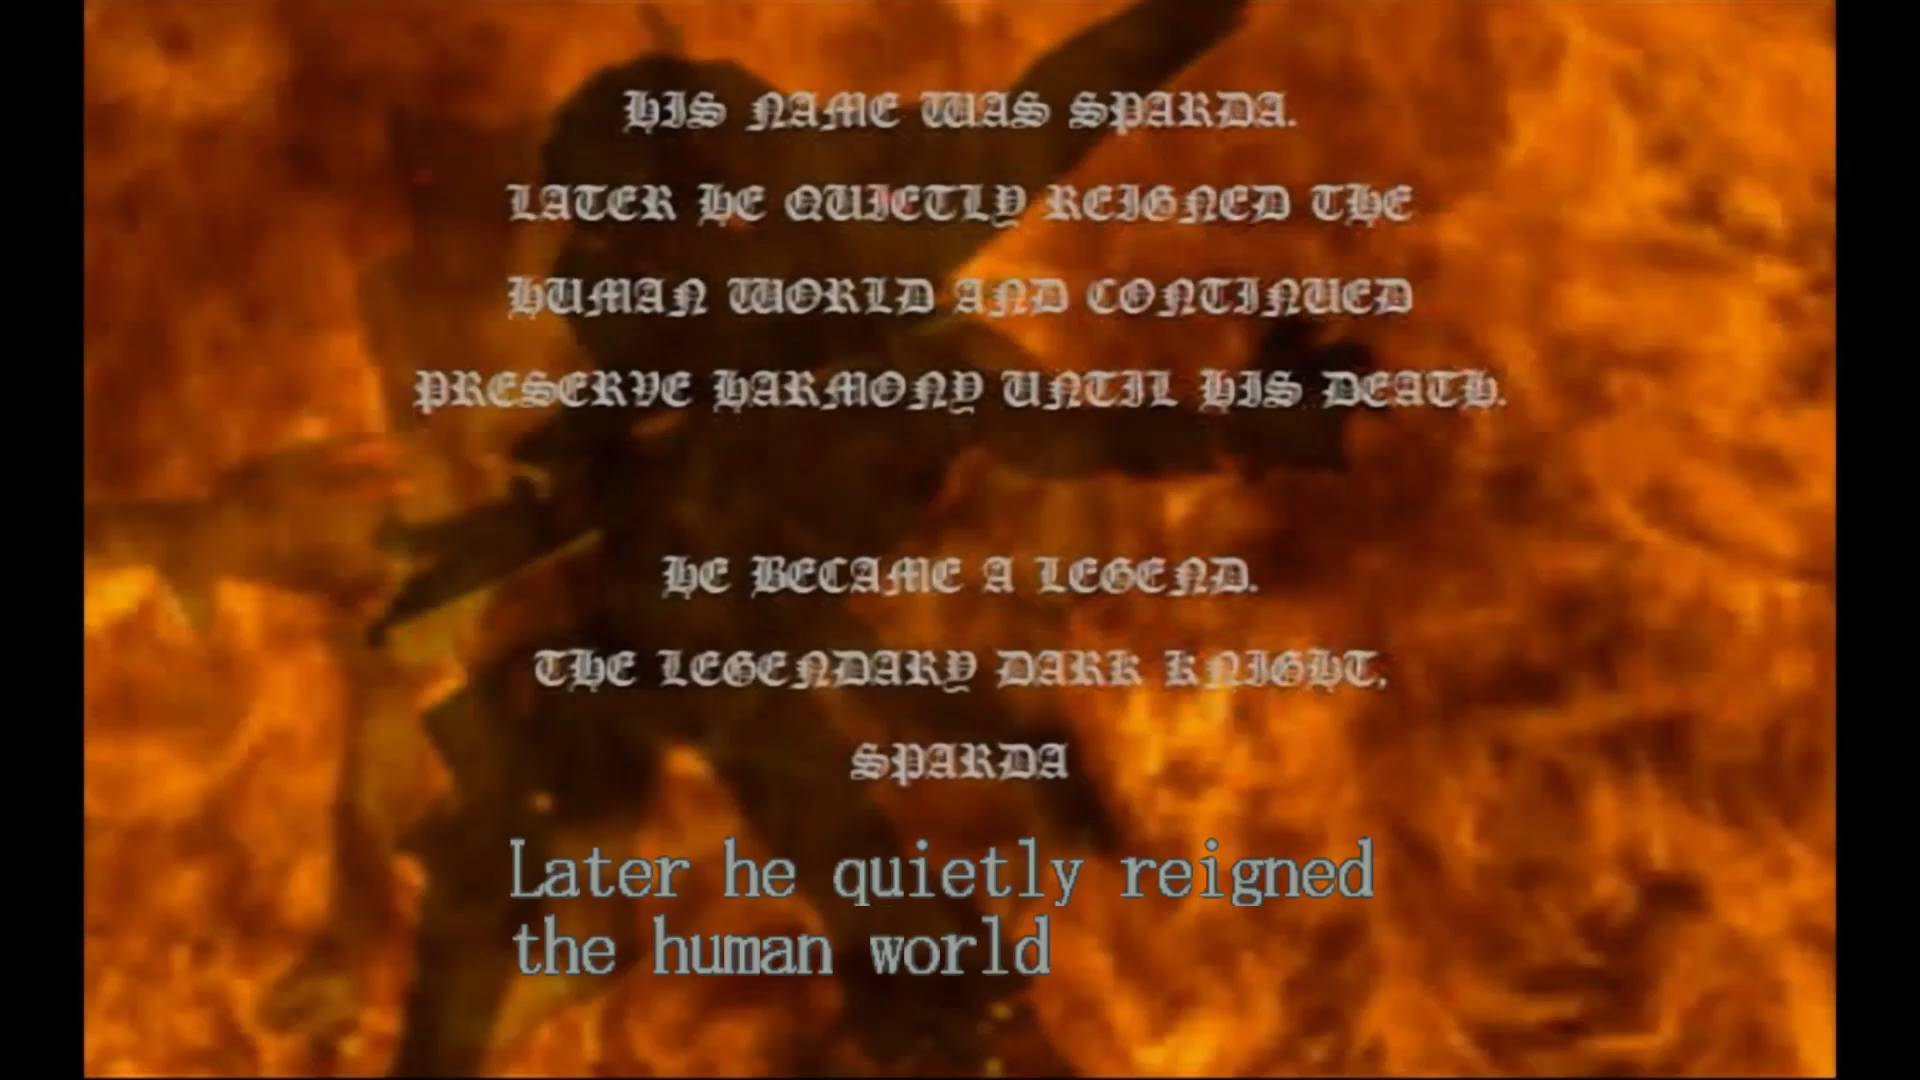 HIS NAME WAS SPARDA.
LATER HE QUIETLY REIGNED THE
HUMAN WORLD AND CONTINUED
PRESERVE HARMONY UNTIL HIS DEATH.
HE BECAME A LEGEND.
THE LEGENDARY DARK KNIGHT,
SPARDA
Later he quietly reigned
the human world